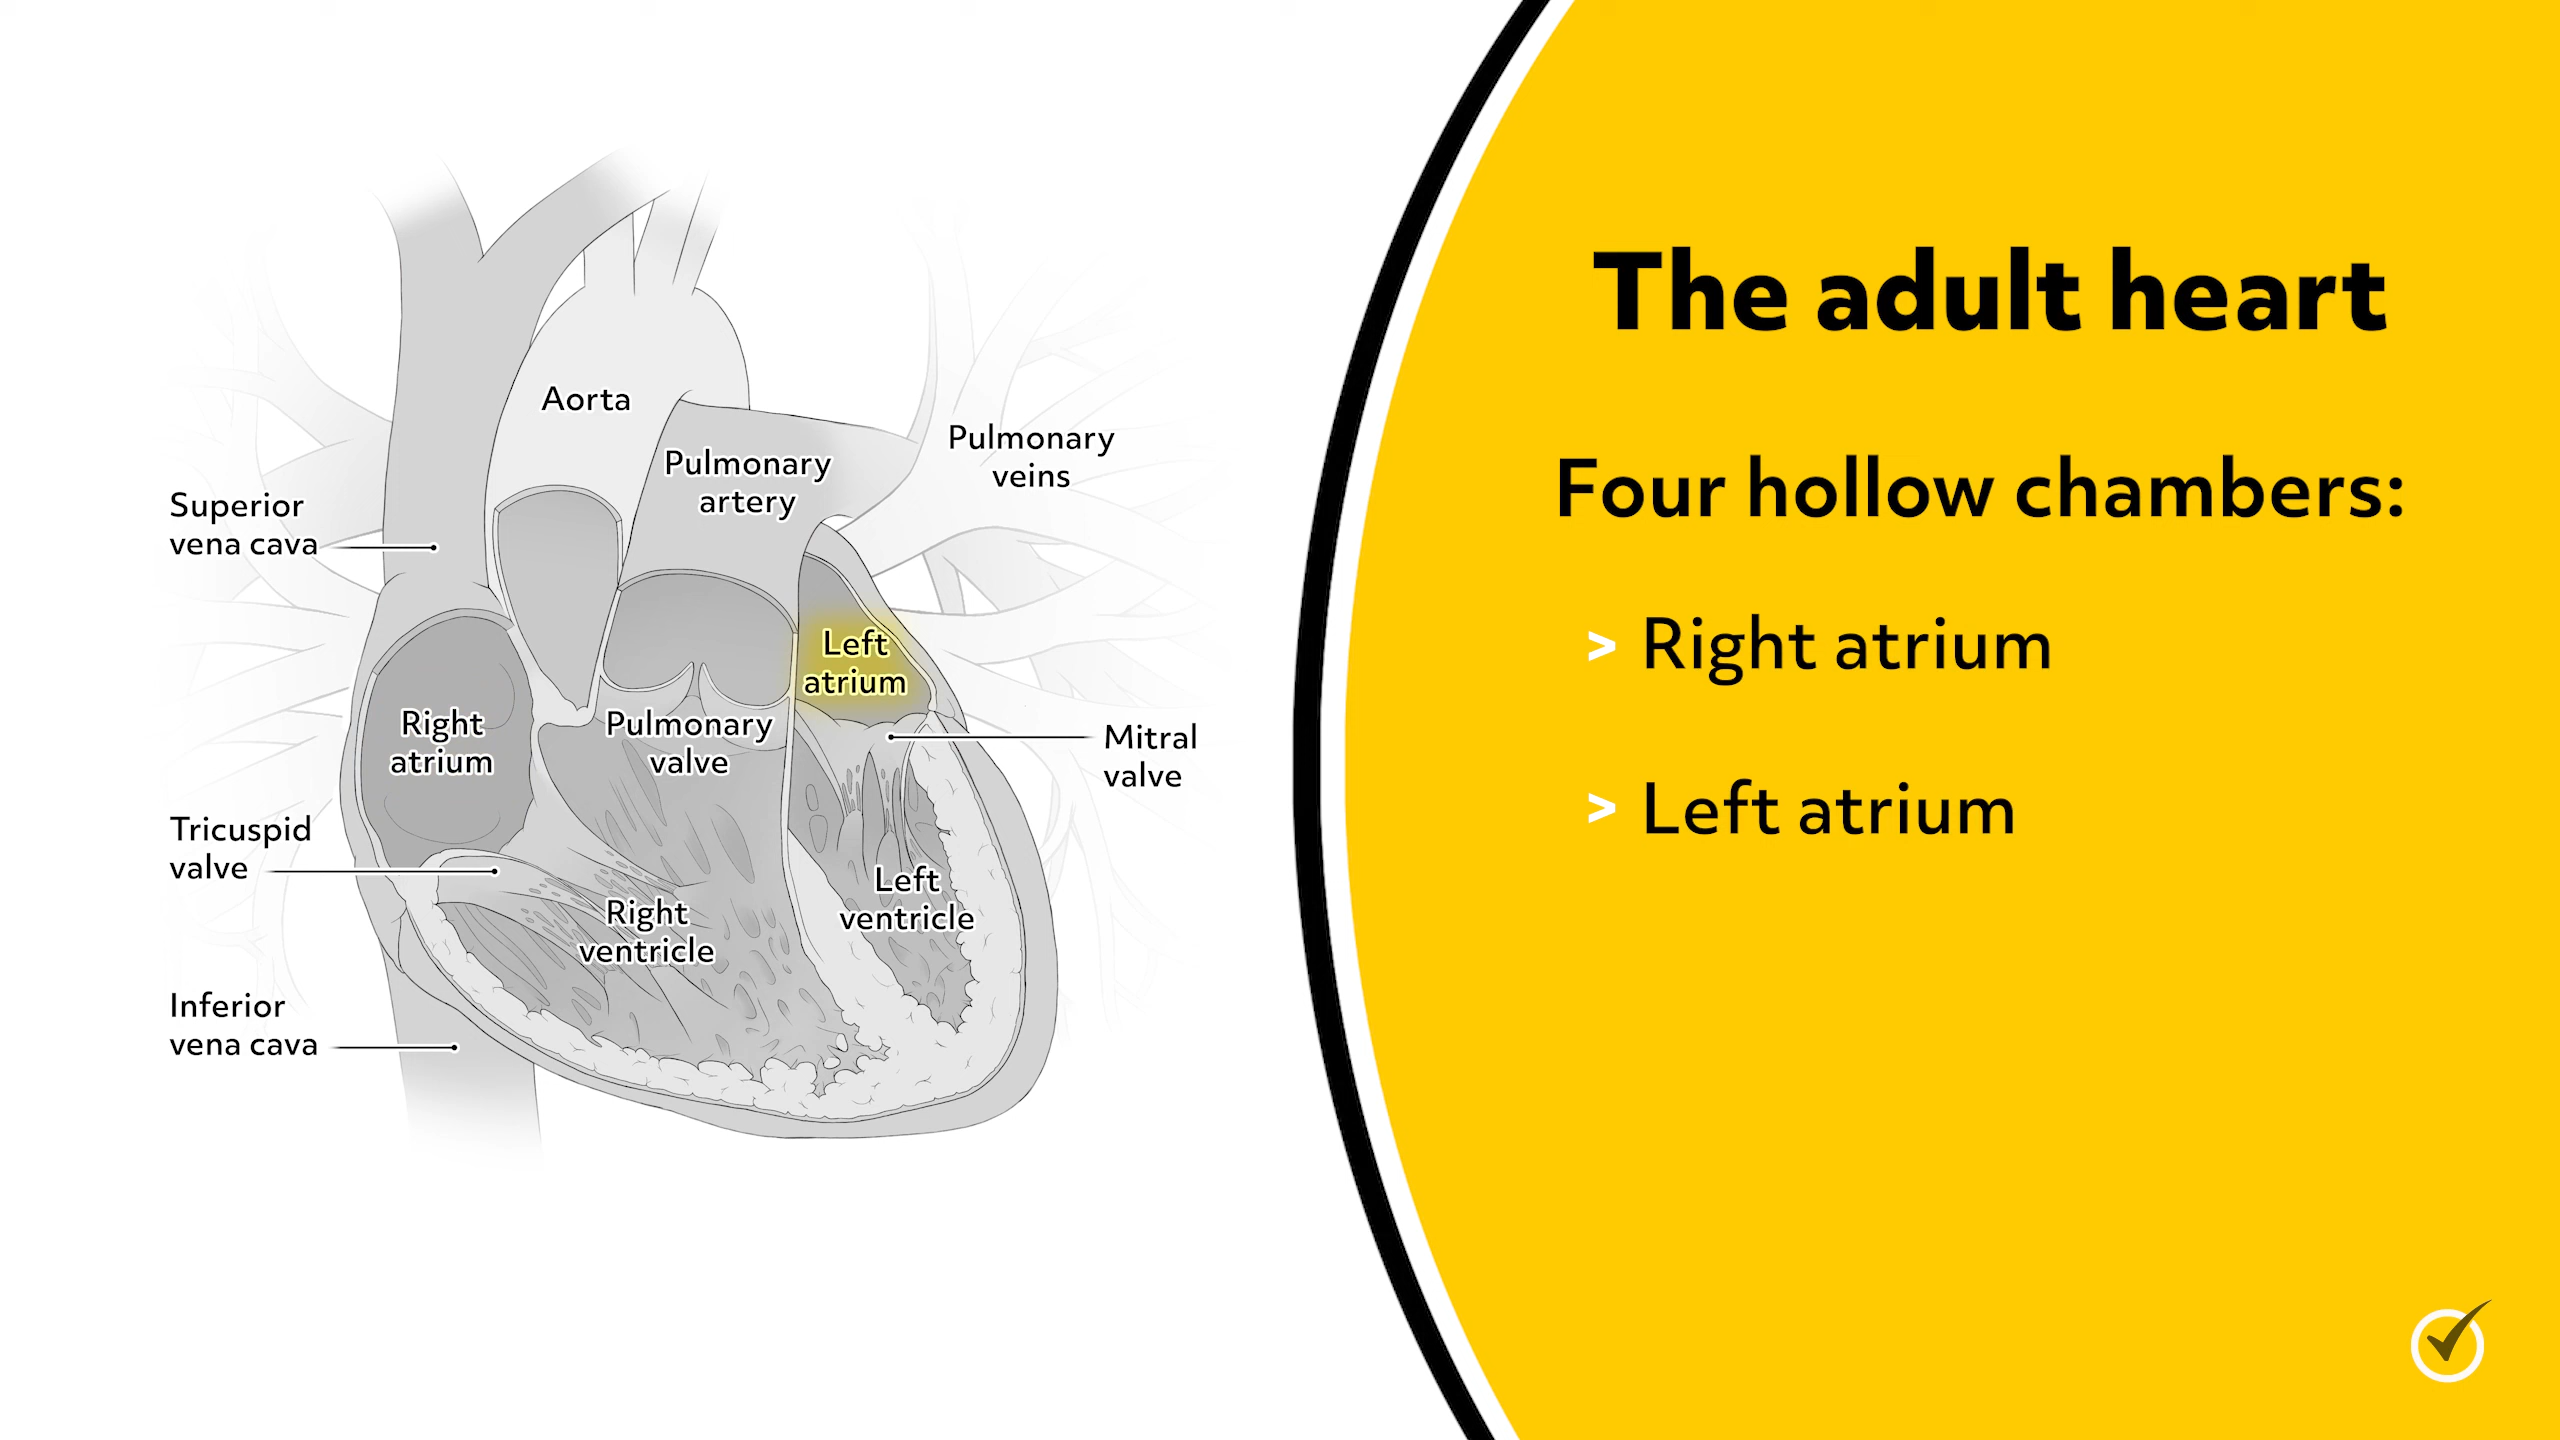 The adult heart
Four hollow chambers:
> Right atrium
> Left atrium
Aorta
Pulmonary
artery
Pulmonary
veins
Superior
vena cava
Left
atrium
Right
atrium
Pulmonary
valve
Mitral
valve
Tricuspid
valve
Left
ventricle
Right
ventricle
Inferior
vena cava